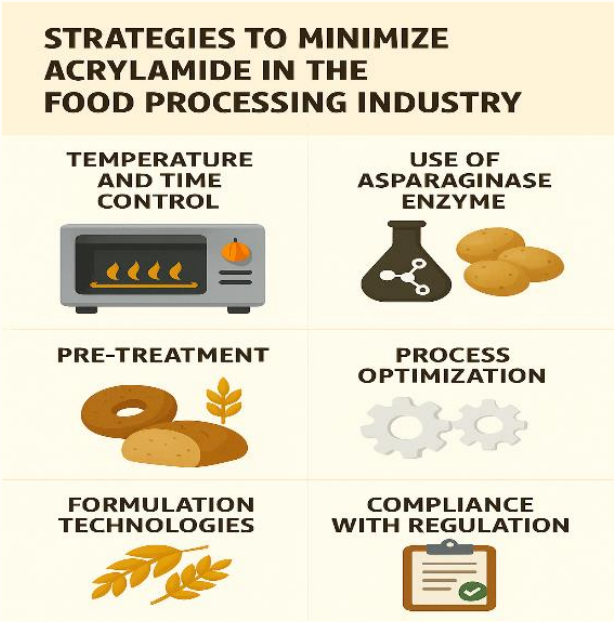 STRATEGIES TO MINIMIZE
ACRYLAMIDE IN THE
FOOD PROCESSING INDUSTRY
TEMPERATURE
AND TIME
CONTROL
USE OF
ASPARAGINASE
ENZYME
PRE-TREATMENT
PROCESS
OPTIMIZATION
FORMULATION
TECHNOLOGIES
COMPLIANCE
WITH REGULATION